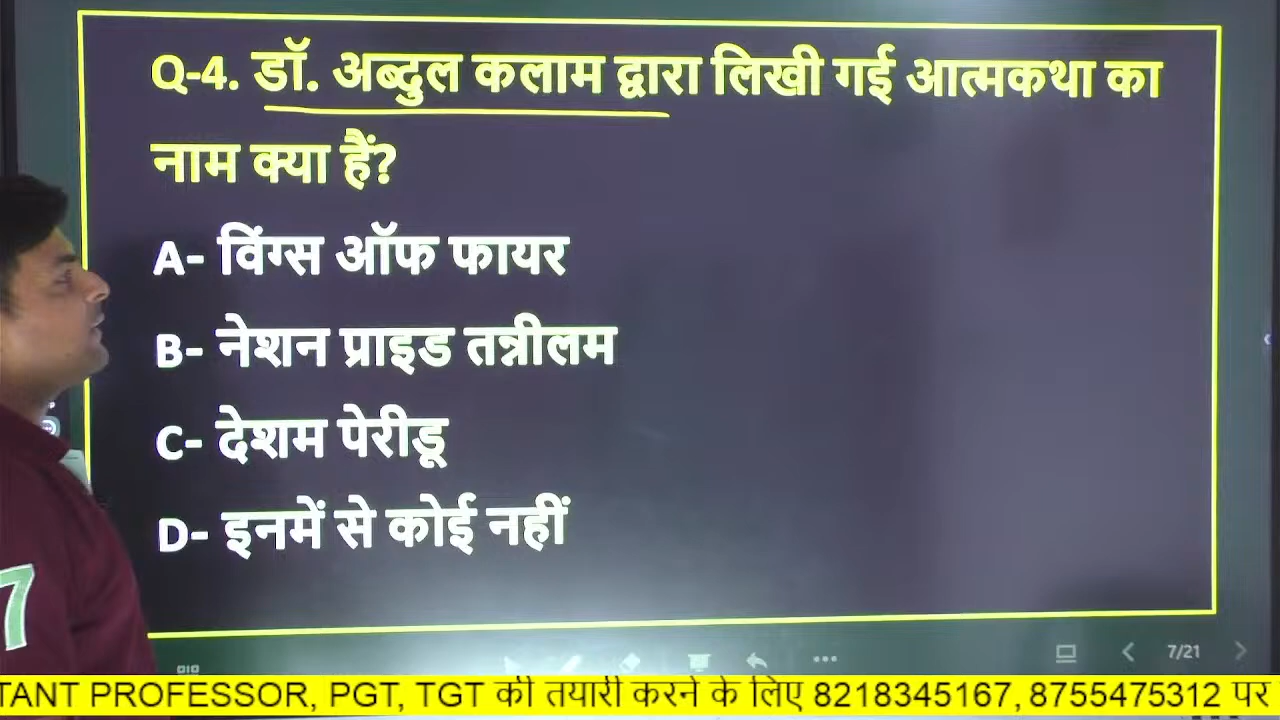 Q-4. डॉ. अब्दुल कलाम द्वारा लिखी गई आत्मकथा का
नाम क्या हैं?
A- विंग्स ऑफ फायर
B- नेशन प्राइड तन्नीलम
C- देशम पेरीडू
D- इनमें से कोई नहीं
7/21
7
TANT PROFESSOR, PGT, TGT की तयारी करने के लिए 8218345167, 8755475312 पर